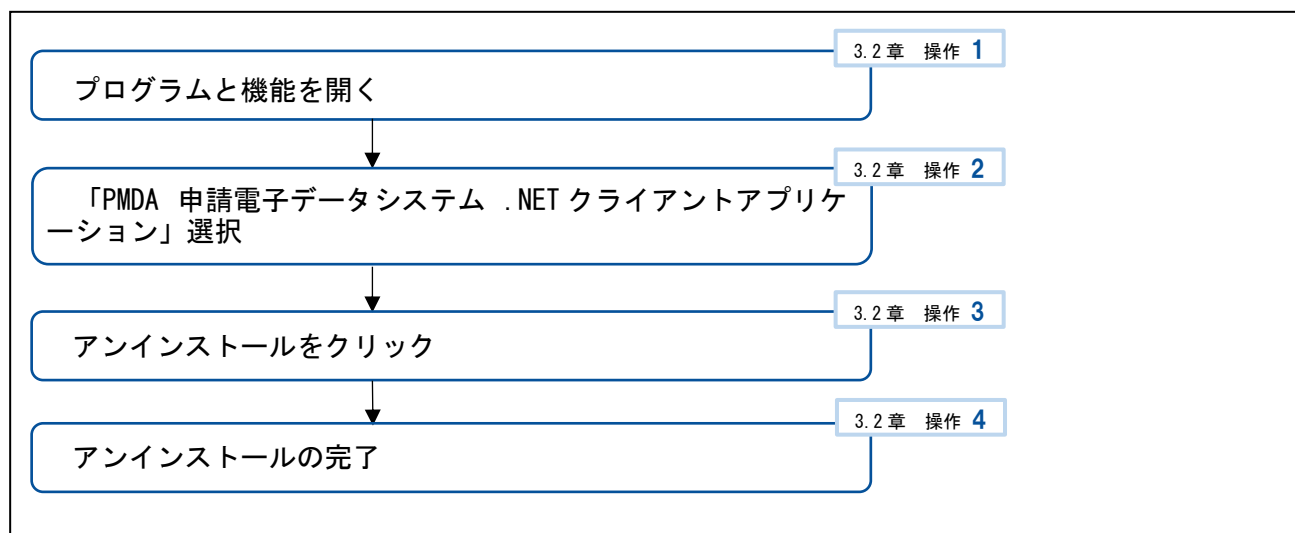 3.2章 操作 1
プログラムと機能を開く
3.2章 操作 2
「PMDA 申請電子データシステム .NETクライアントアプリケ
ーション」選択
3.2章 操作 3
アンインストールをクリック
3.2章 操作 4
アンインストールの完了